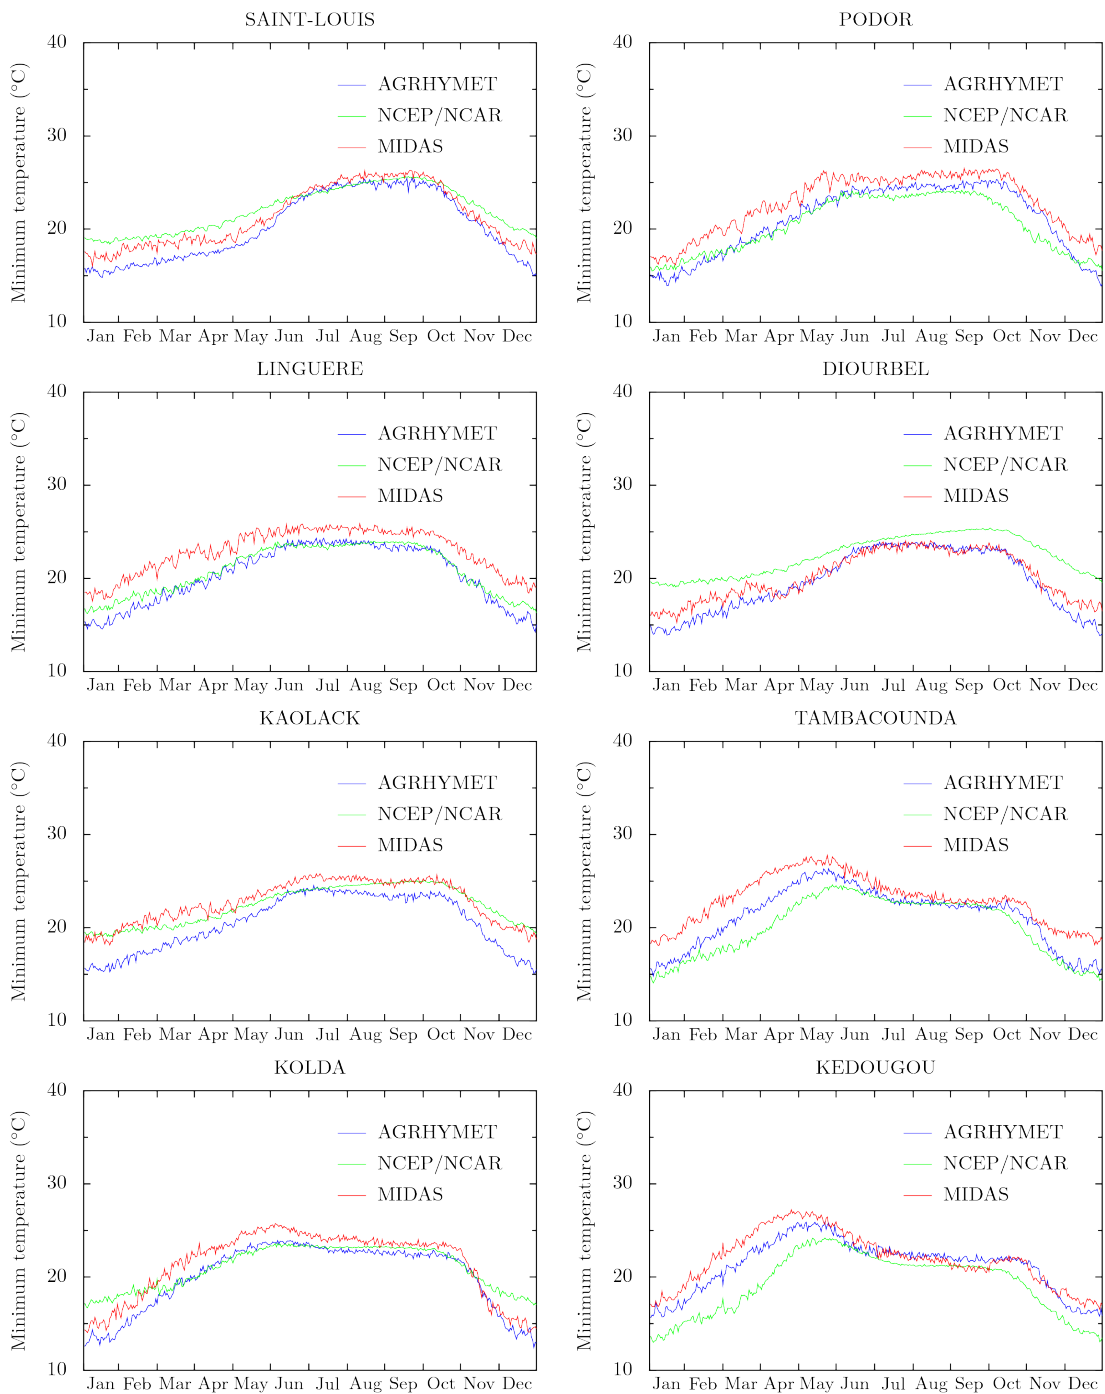 SAINT-LOUIS
Minimum temperature (°C)
40
30
20
10
AGRHYMET
NCEP/NCAR
MIDAS
Jan Feb Mar Apr May Jun Jul Aug Sep Oct Nov Dec
PODOR
Minimum temperature (°C)
40
30
20
10
AGRHYMET
NCEP/NCAR
MIDAS
Jan Feb Mar Apr May Jun Jul Aug Sep Oct Nov Dec
LINGUERE
Minimum temperature (°C)
40
30
20
10
AGRHYMET
NCEP/NCAR
MIDAS
Jan Feb Mar Apr May Jun Jul Aug Sep Oct Nov Dec
DIOURBEL
Minimum temperature (°C)
40
30
20
10
AGRHYMET
NCEP/NCAR
MIDAS
Jan Feb Mar Apr May Jun Jul Aug Sep Oct Nov Dec
KAOLACK
Minimum temperature (°C)
40
30
20
10
AGRHYMET
NCEP/NCAR
MIDAS
Jan Feb Mar Apr May Jun Jul Aug Sep Oct Nov Dec
TAMBACOUNDA
Minimum temperature (°C)
40
30
20
10
AGRHYMET
NCEP/NCAR
MIDAS
Jan Feb Mar Apr May Jun Jul Aug Sep Oct Nov Dec
KOLDA
Minimum temperature (°C)
40
30
20
10
AGRHYMET
NCEP/NCAR
MIDAS
Jan Feb Mar Apr May Jun Jul Aug Sep Oct Nov Dec
KEDOUGOU
Minimum temperature (°C)
40
30
20
10
AGRHYMET
NCEP/NCAR
MIDAS
Jan Feb Mar Apr May Jun Jul Aug Sep Oct Nov Dec